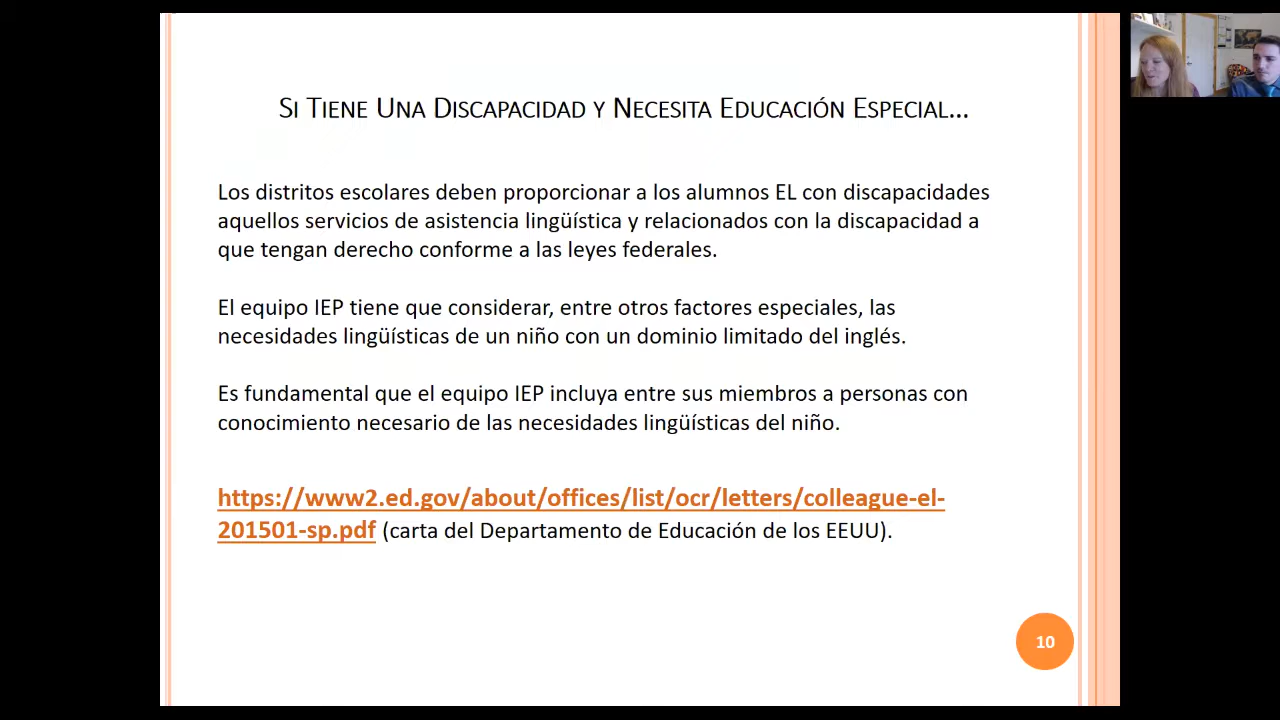 Si Tiene Una Discapacidad y Necesita Educación Especial...
Los distritos escolares deben proporcionar a los alumnos EL con discapacidades
aquellos servicios de asistencia lingüística y relacionados con la discapacidad a
que tengan derecho conforme a las leyes federales.
El equipo IEP tiene que considerar, entre otros factores especiales, las
necesidades lingüísticas de un niño con un dominio limitado del inglés.
Es fundamental que el equipo IEP incluya entre sus miembros a personas con
conocimiento necesario de las necesidades lingüísticas del niño.
https://www2.ed.gov/about/offices/list/ocr/letters/colleague-el-
201501-sp.pdf (carta del Departamento de Educación de los EEUU).
10